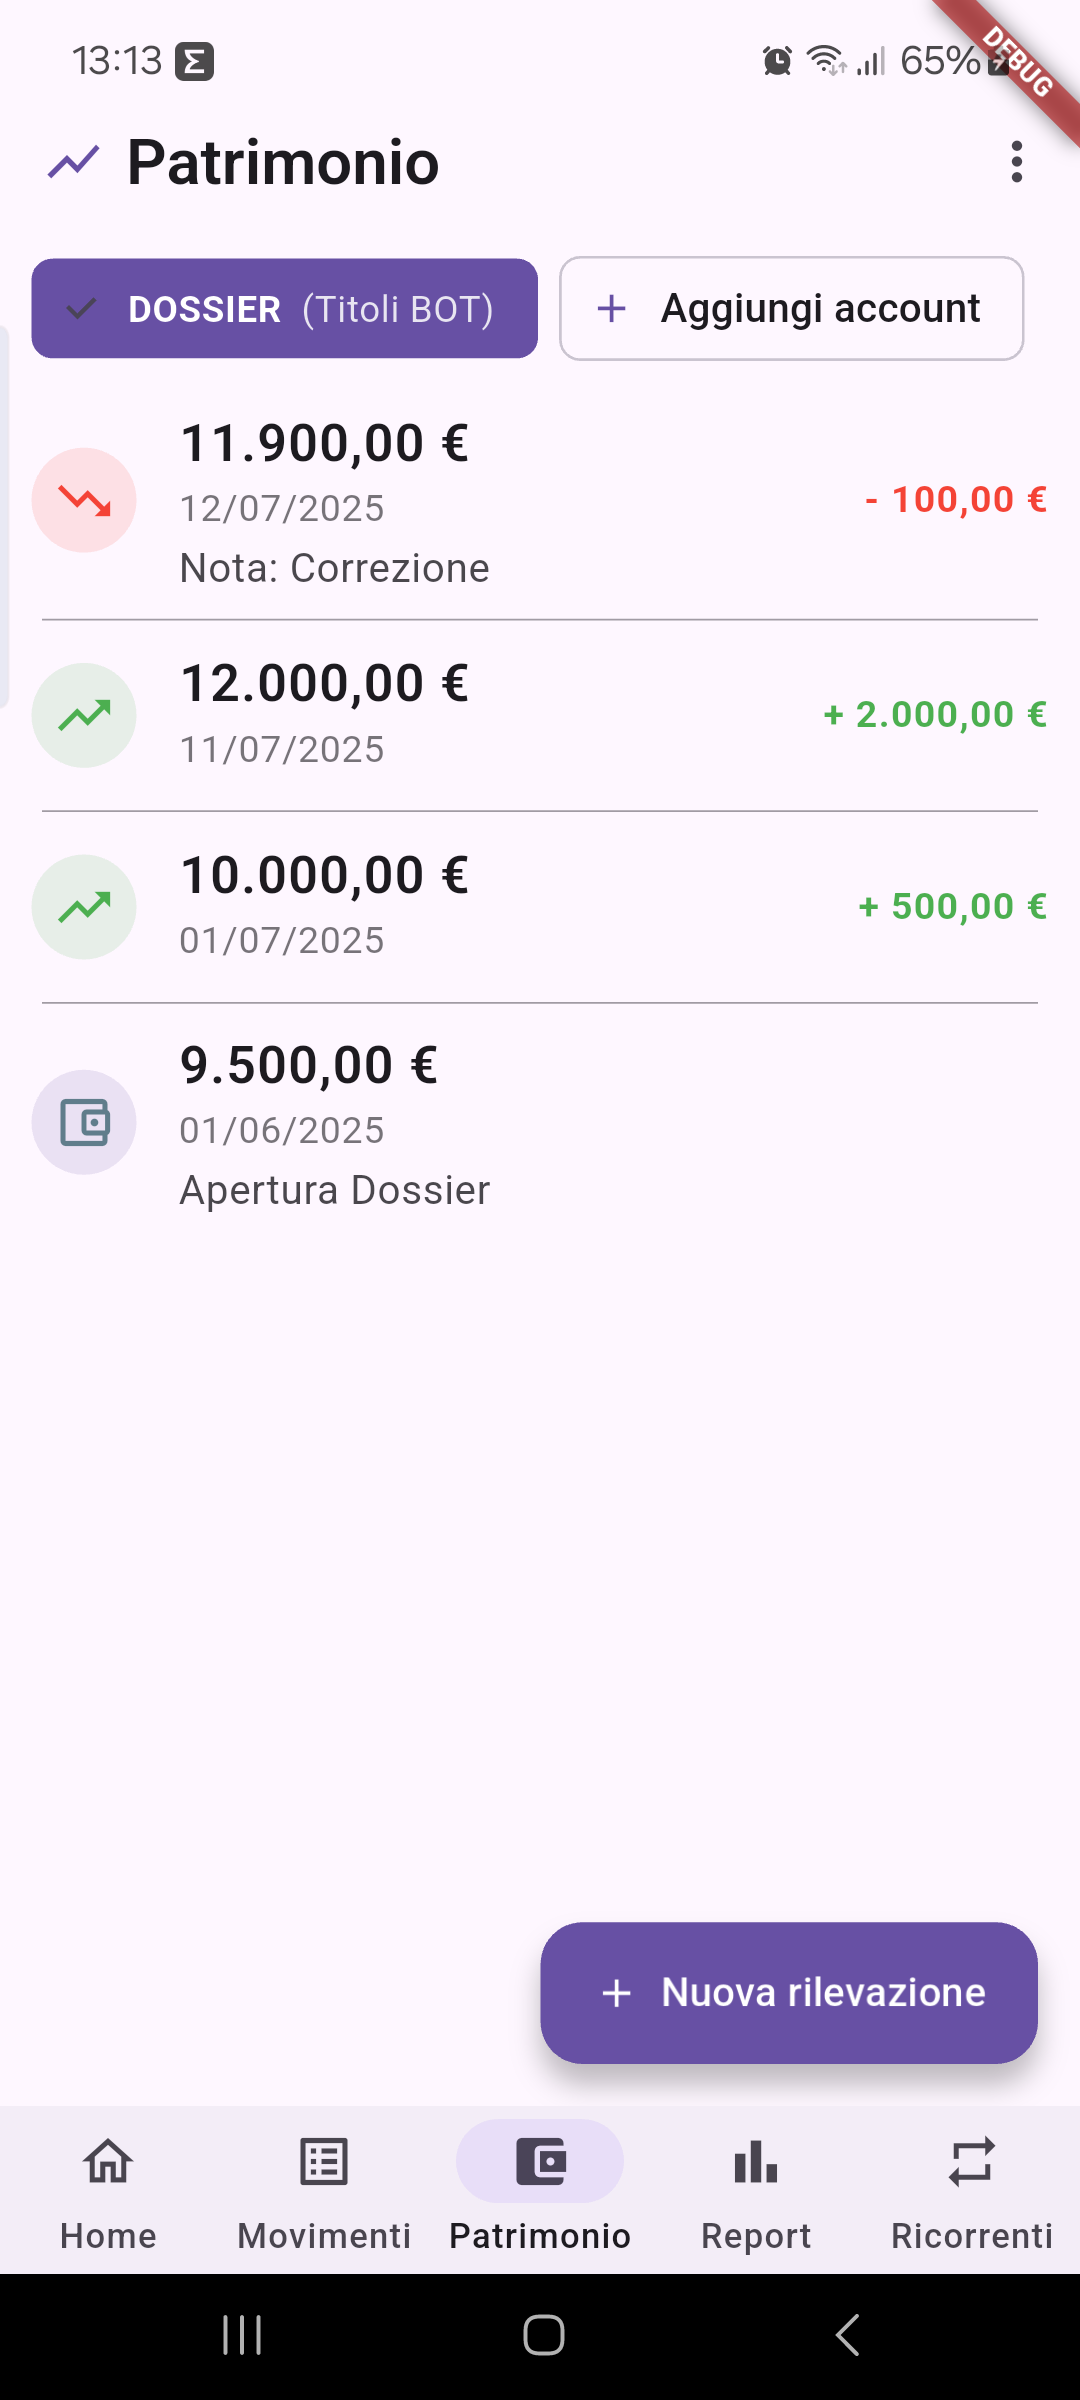 13:13
65%
DEBUG
Patrimonio
DOSSIER (Titoli BOT)
Aggiungi account
11.900,00 €
12/07/2025
Nota: Correzione
- 100,00 €
12.000,00 €
11/07/2025
+ 2.000,00 €
10.000,00 €
01/07/2025
+ 500,00 €
9.500,00 €
01/06/2025
Apertura Dossier
Nuova rilevazione
Home
Movimenti
Patrimonio
Report
Ricorrenti